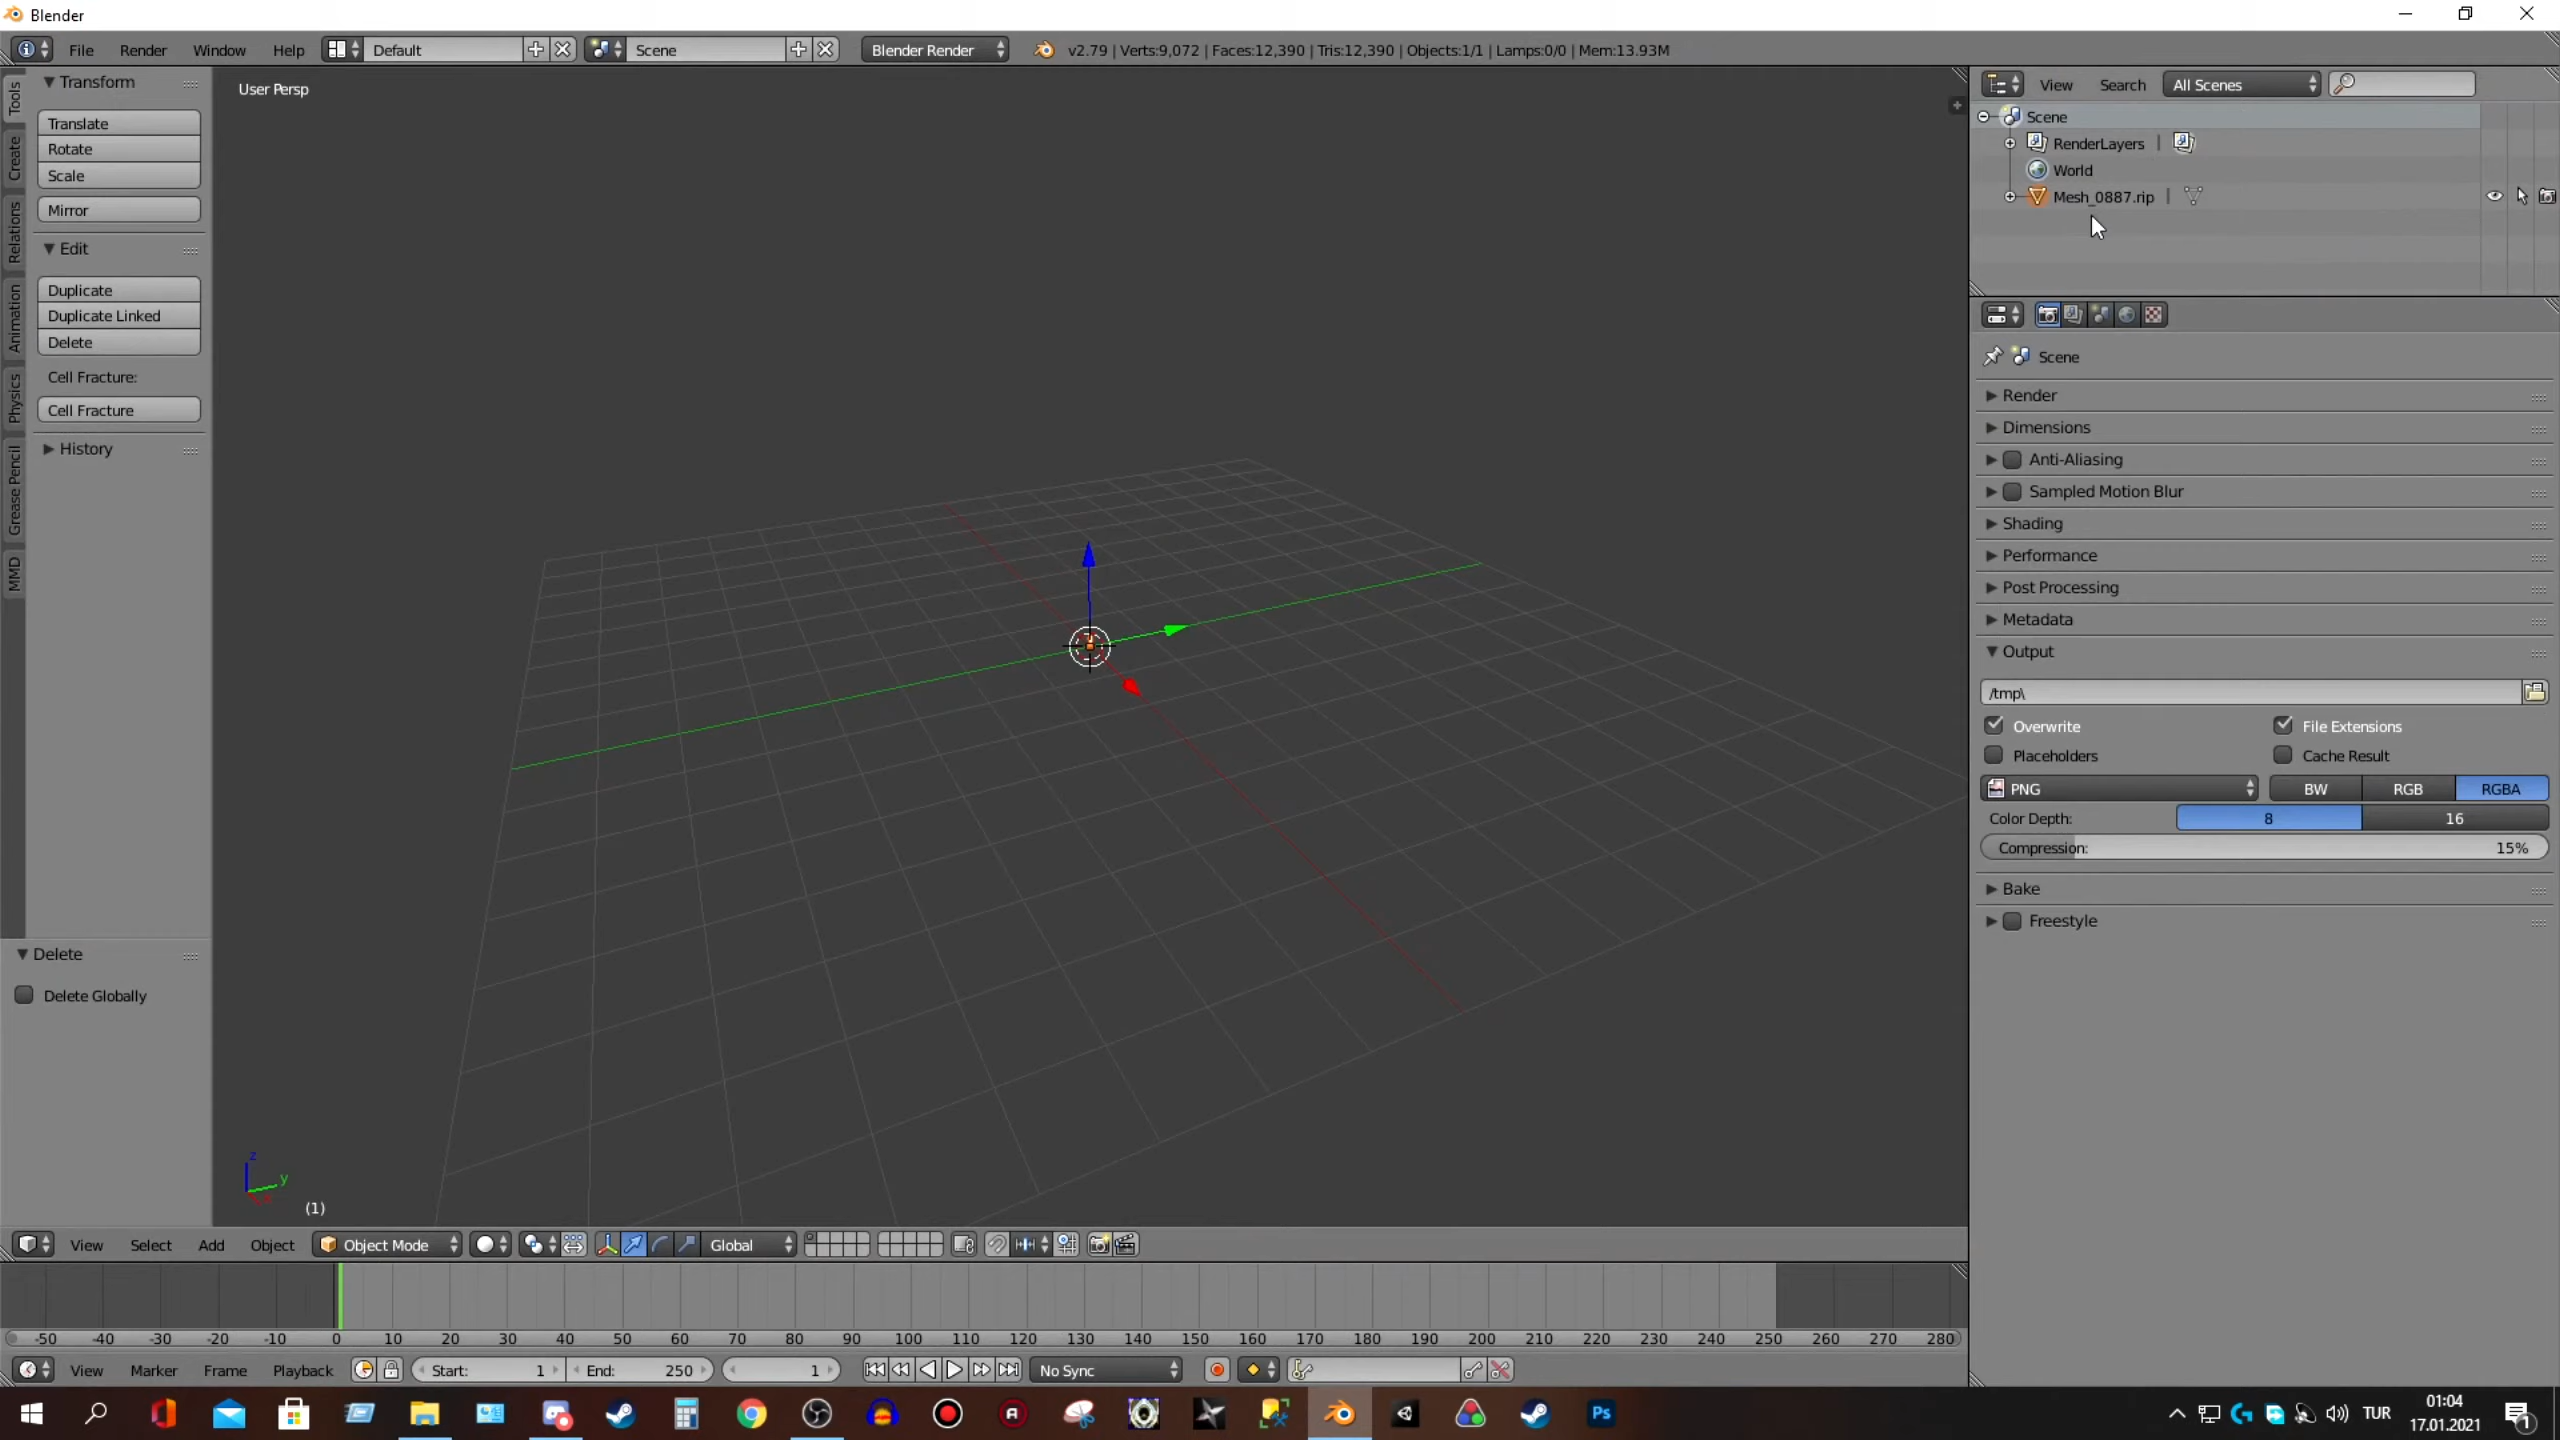 Blender
File Render Window Help Default Scene Blender Render v2.79 | Verts:9,072 | Faces:12,390 | Tris:12,390 | Objects:1/1 | Lamps:0/0 | Mem:13.93M
Tools
Create
Relations
Animation
Physics
Grease Pencil
MMD
Transform
Translate
Rotate
Scale
Mirror
Edit
Duplicate
Duplicate Linked
Delete
Cell Fracture:
Cell Fracture
History
Delete
Delete Globally
User Persp
z
y
(1)
View Select Add Object Object Mode Global
-50 -40 -30 -20 -10 0 10 20 30 40 50 60 70 80 90 100 110 120 130 140 150 160 170 180 190 200 210 220 230 240 250 260 270 280
View Marker Frame Playback Start: 1 End: 250 1 No Sync
View Search All Scenes
Scene
RenderLayers |
World
Mesh_0887.rip |
Scene
Render
Dimensions
Anti-Aliasing
Sampled Motion Blur
Shading
Performance
Post Processing
Metadata
Output
/tmp\
Overwrite File Extensions
Placeholders Cache Result
PNG BW RGB RGBA
Color Depth: 8 16
Compression: 15%
Bake
Freestyle
Ps
TUR
01:04
17.01.2021
1